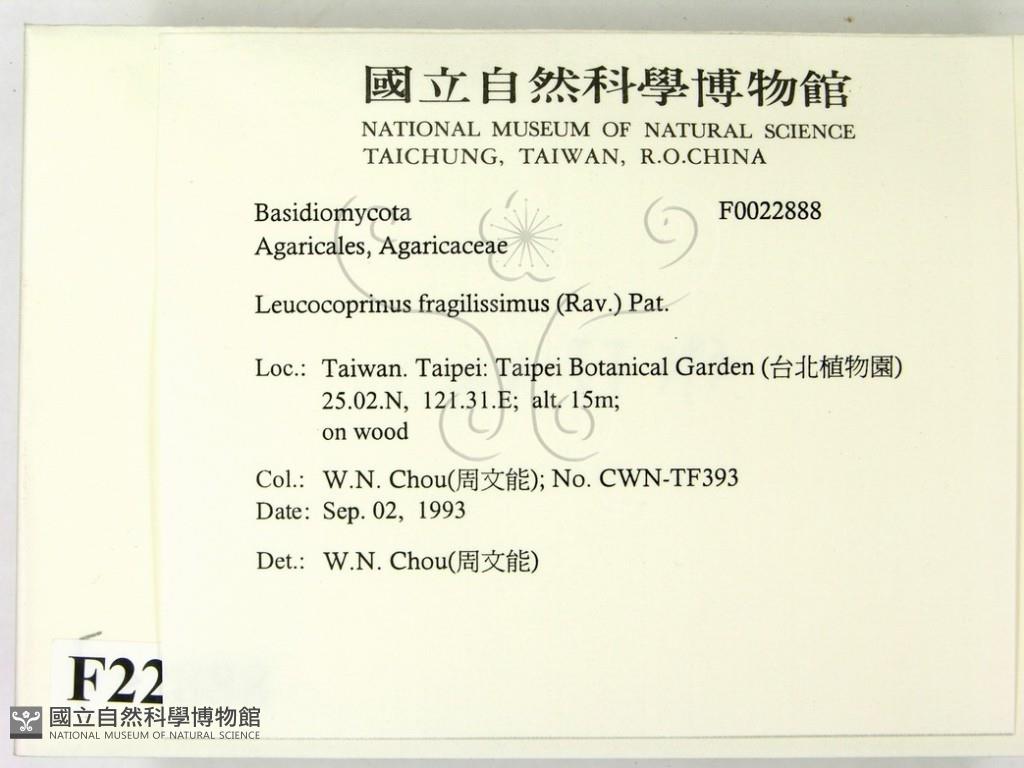 國立自然科學博物館
NATIONAL MUSEUM OF NATURAL SCIENCE
TAICHUNG, TAIWAN, R.O.CHINA
Basidiomycota F0022888
Agaricales, Agaricaceae
Leucocoprinus fragilissimus (Rav.) Pat.
Loc.: Taiwan. Taipei: Taipei Botanical Garden (台北植物園)
25.02.N, 121.31.E; alt. 15m;
on wood
Col.: W.N. Chou(周文能); No. CWN-TF393
Date: Sep. 02, 1993
Det.: W.N. Chou(周文能)
F22
國立自然科學博物館
NATIONAL MUSEUM OF NATURAL SCIENCE